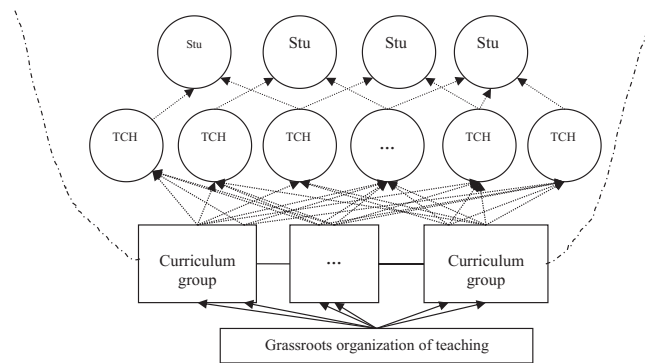 Stu
Stu
Stu
Stu
TCH
TCH
TCH
...
TCH
TCH
Curriculum
group
...
Curriculum
group
Grassroots organization of teaching